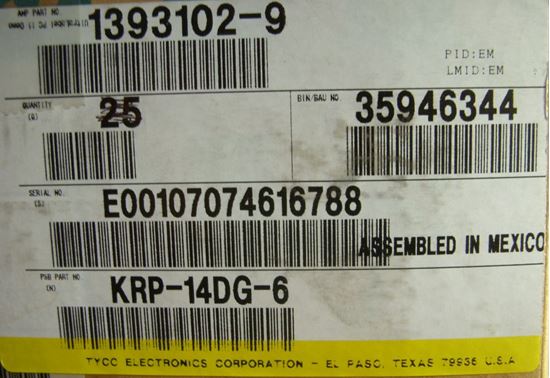 AMP PART NO. 1393102-9
PID:EM
LMID:EM
QUANTITY 25
(Q)
BIN/SAU NO. 35946344
SERIAL NO. E00107074616788
(S)
ASSEMBLED IN MEXICO
P&B PART NO. KRP-14DG-6
(N)
TYCO ELECTRONICS CORPORATION - EL PASO, TEXAS 79936 U.S.A